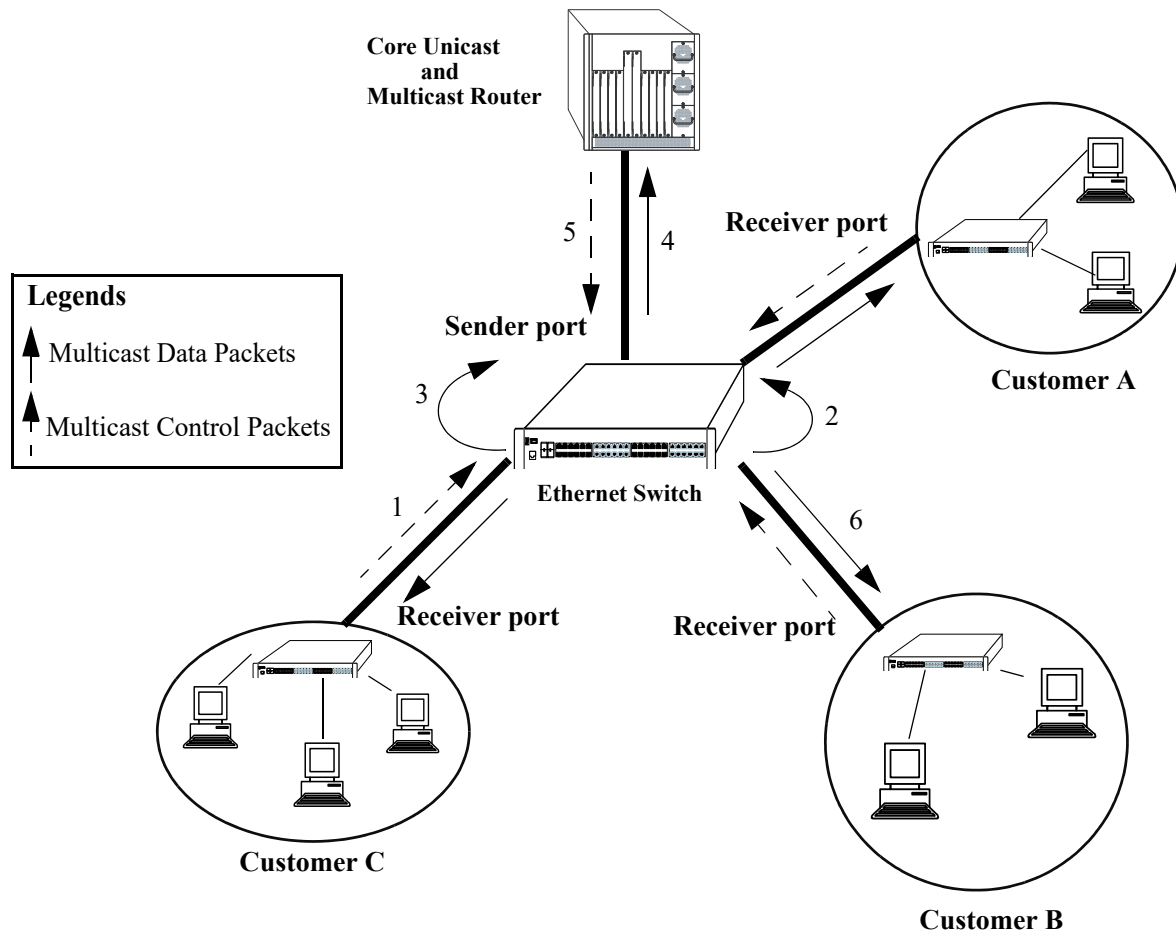 Core Unicast
and
Multicast Router
5
4
Receiver port
Legends
Multicast Data Packets
Multicast Control Packets
Sender port
3
2
Customer A
Ethernet Switch
1
6
Receiver port
Receiver port
Customer C
Customer B